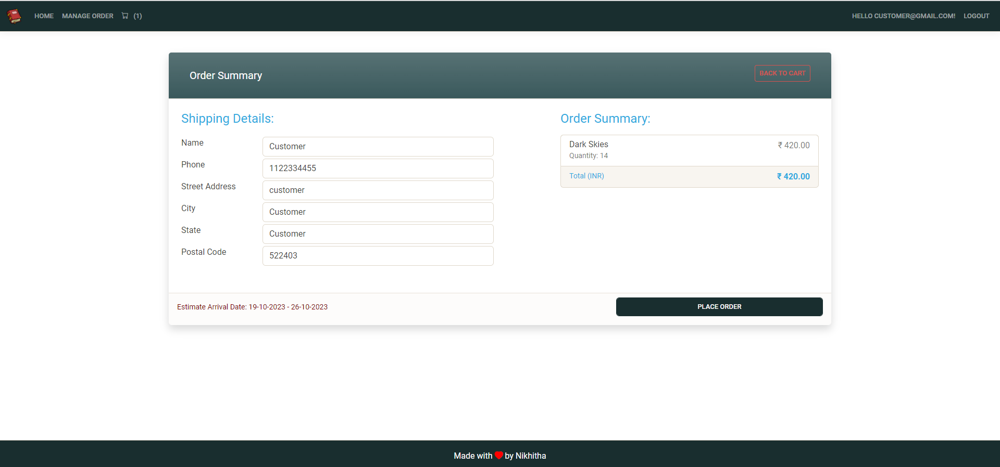 HOME MANAGE ORDER (1) HELLO CUSTOMER@GMAIL.COM! LOGOUT
Order Summary
BACK TO CART
Shipping Details:
Name Customer
Phone 1122334455
Street Address customer
City Customer
State Customer
Postal Code 522403
Order Summary:
Dark Skies ₹ 420.00
Quantity: 14
Total (INR) ₹ 420.00
Estimate Arrival Date: 19-10-2023 - 26-10-2023
PLACE ORDER
Made with ❤ by Nikhitha